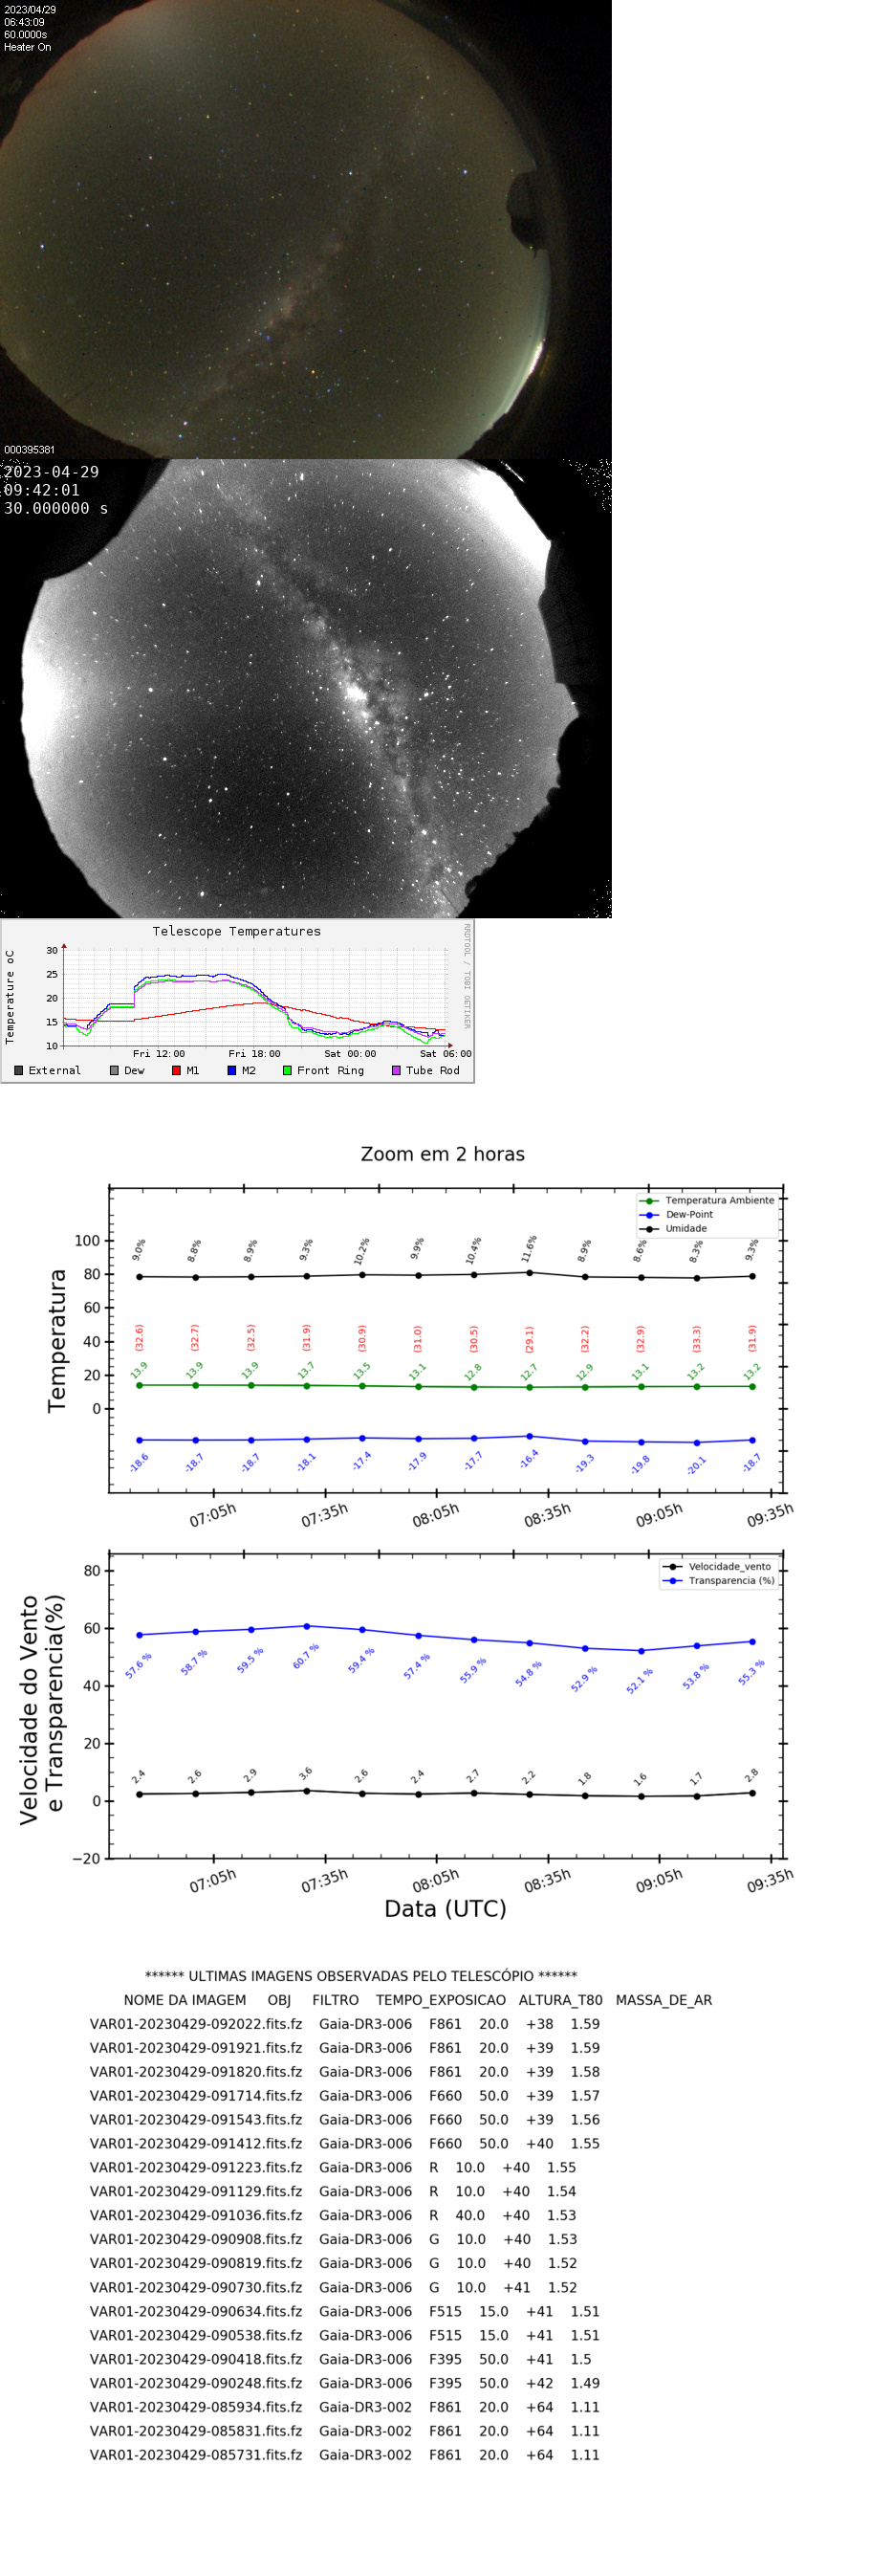 2023/04/29
06:43:09
60.0000s
Heater On
000395381
2023-04-29
09:42:01
30.000000 s
Telescope Temperatures
RRDTOOL / TOBI OETIKER
Temperature oC
30
25
20
15
10
Fri 12:00 Fri 18:00 Sat 00:00 Sat 06:00
External Dew M1 M2 Front Ring Tube Rod
Zoom em 2 horas
Temperatura Ambiente
Dew-Point
Umidade
Temperatura
100
80
60
40
20
0
9.0% 8.8% 8.9% 9.3% 10.2% 9.9% 10.4% 11.6% 8.9% 8.6% 8.3% 9.3%
(32.6) (32.7) (32.5) (31.9) (30.9) (31.0) (30.5) (29.1) (32.2) (32.9) (33.3) (31.9)
13.9 13.9 13.9 13.7 13.5 13.1 12.8 12.7 12.9 13.1 13.2 13.2
-18.6 -18.7 -18.7 -18.1 -17.4 -17.9 -17.7 -16.4 -19.3 -19.8 -20.1 -18.7
07:05h 07:35h 08:05h 08:35h 09:05h 09:35h
Velocidade_vento
Transparencia (%)
Velocidade do Vento
e Transparencia(%)
80
60
40
20
0
−20
57.6 % 58.7 % 59.5 % 60.7 % 59.4 % 57.4 % 55.9 % 54.8 % 52.9 % 52.1 % 53.8 % 55.3 %
2.4 2.6 2.9 3.6 2.6 2.4 2.7 2.2 1.8 1.6 1.7 2.8
07:05h 07:35h 08:05h 08:35h 09:05h 09:35h
Data (UTC)
****** ULTIMAS IMAGENS OBSERVADAS PELO TELESCÓPIO ******
NOME DA IMAGEM OBJ FILTRO TEMPO_EXPOSICAO ALTURA_T80 MASSA_DE_AR
VAR01-20230429-092022.fits.fz Gaia-DR3-006 F861 20.0 +38 1.59
VAR01-20230429-091921.fits.fz Gaia-DR3-006 F861 20.0 +39 1.59
VAR01-20230429-091820.fits.fz Gaia-DR3-006 F861 20.0 +39 1.58
VAR01-20230429-091714.fits.fz Gaia-DR3-006 F660 50.0 +39 1.57
VAR01-20230429-091543.fits.fz Gaia-DR3-006 F660 50.0 +39 1.56
VAR01-20230429-091412.fits.fz Gaia-DR3-006 F660 50.0 +40 1.55
VAR01-20230429-091223.fits.fz Gaia-DR3-006 R 10.0 +40 1.55
VAR01-20230429-091129.fits.fz Gaia-DR3-006 R 10.0 +40 1.54
VAR01-20230429-091036.fits.fz Gaia-DR3-006 R 40.0 +40 1.53
VAR01-20230429-090908.fits.fz Gaia-DR3-006 G 10.0 +40 1.53
VAR01-20230429-090819.fits.fz Gaia-DR3-006 G 10.0 +40 1.52
VAR01-20230429-090730.fits.fz Gaia-DR3-006 G 10.0 +41 1.52
VAR01-20230429-090634.fits.fz Gaia-DR3-006 F515 15.0 +41 1.51
VAR01-20230429-090538.fits.fz Gaia-DR3-006 F515 15.0 +41 1.51
VAR01-20230429-090418.fits.fz Gaia-DR3-006 F395 50.0 +41 1.5
VAR01-20230429-090248.fits.fz Gaia-DR3-006 F395 50.0 +42 1.49
VAR01-20230429-085934.fits.fz Gaia-DR3-002 F861 20.0 +64 1.11
VAR01-20230429-085831.fits.fz Gaia-DR3-002 F861 20.0 +64 1.11
VAR01-20230429-085731.fits.fz Gaia-DR3-002 F861 20.0 +64 1.11